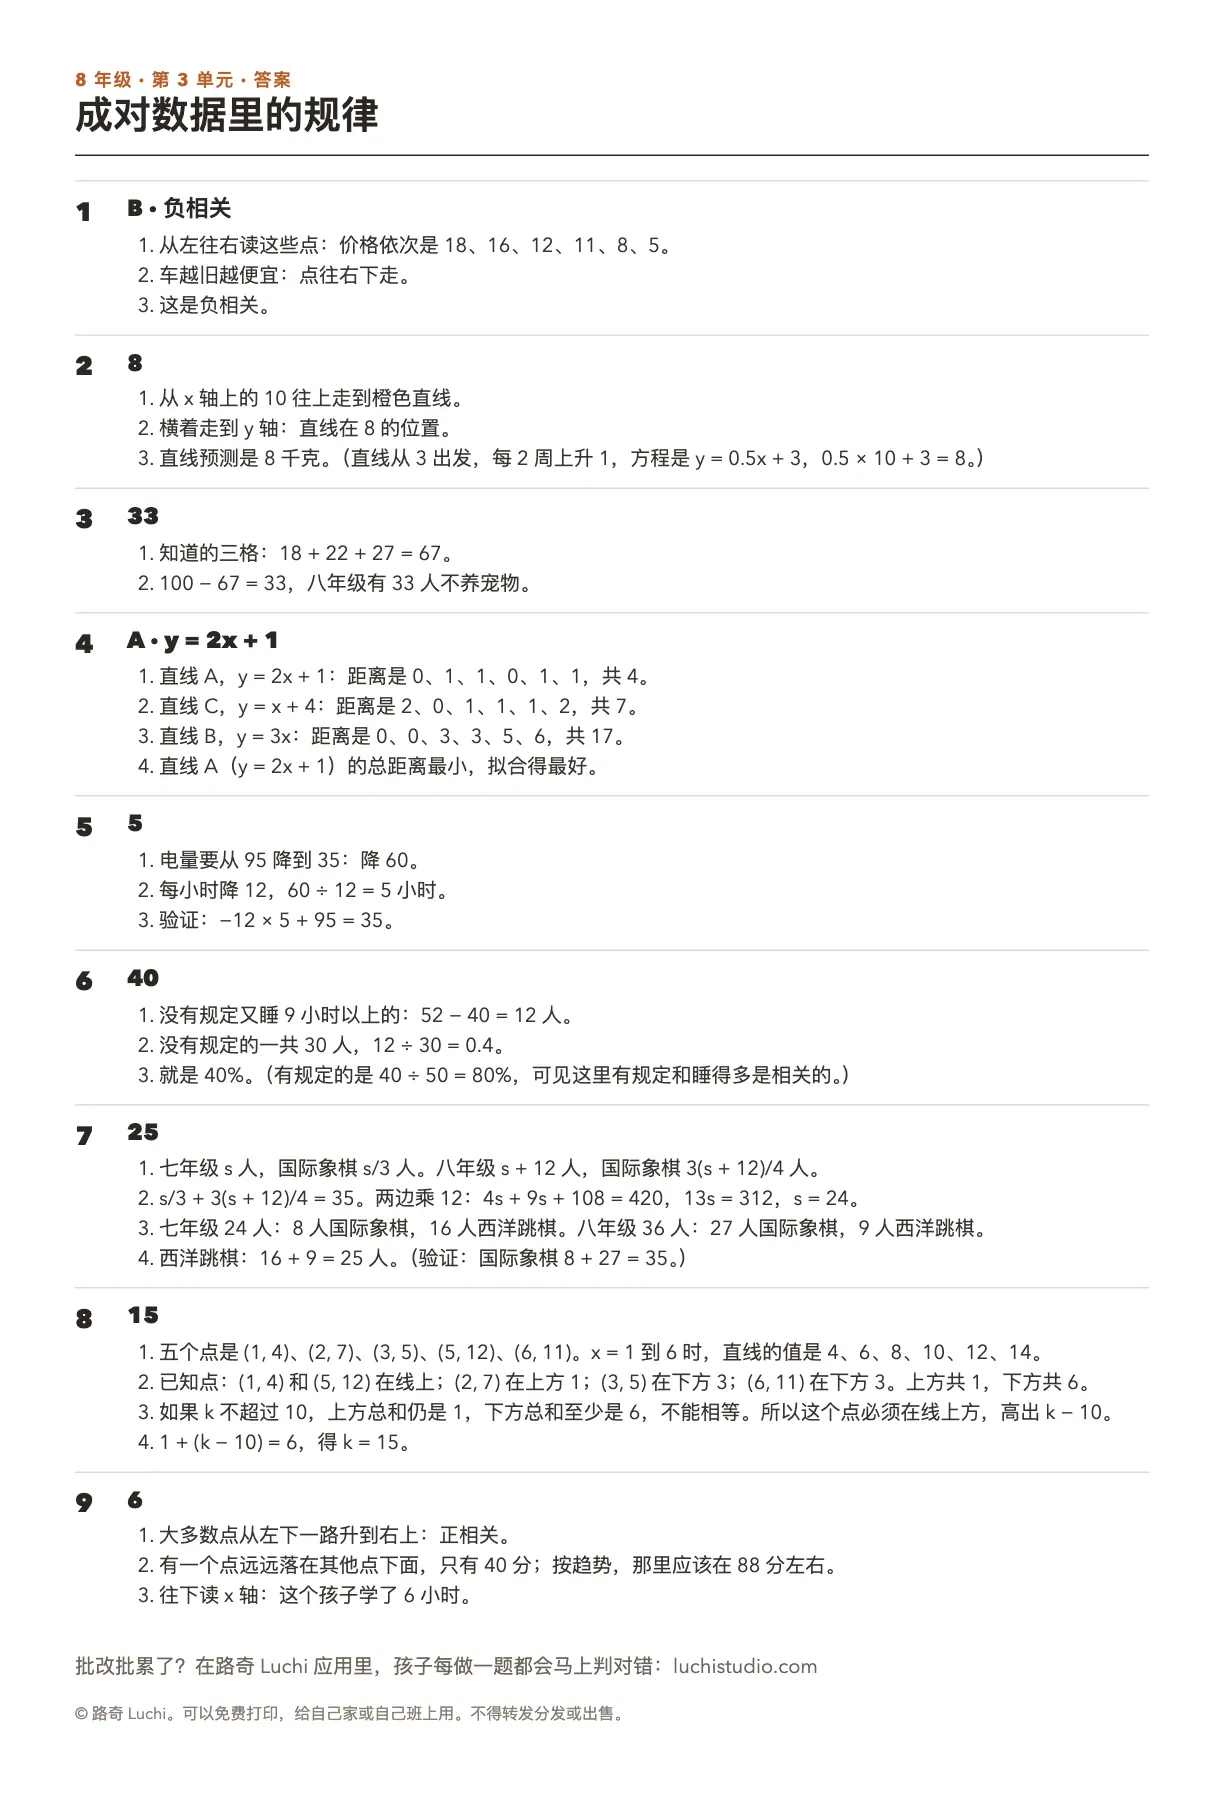 8 年级 · 第 3 单元 · 答案
成对数据里的规律
1 B · 负相关
1. 从左往右读这些点：价格依次是 18、16、12、11、8、5。
2. 车越旧越便宜：点往右下走。
3. 这是负相关。
2 8
1. 从 x 轴上的 10 往上走到橙色直线。
2. 横着走到 y 轴：直线在 8 的位置。
3. 直线预测是 8 千克。（直线从 3 出发，每 2 周上升 1，方程是 y = 0.5x + 3，0.5 × 10 + 3 = 8。）
3 33
1. 知道的三格：18 + 22 + 27 = 67。
2. 100 − 67 = 33，八年级有 33 人不养宠物。
4 A · y = 2x + 1
1. 直线 A，y = 2x + 1：距离是 0、1、1、0、1、1，共 4。
2. 直线 C，y = x + 4：距离是 2、0、1、1、1、2，共 7。
3. 直线 B，y = 3x：距离是 0、0、3、3、5、6，共 17。
4. 直线 A（y = 2x + 1）的总距离最小，拟合得最好。
5 5
1. 电量要从 95 降到 35：降 60。
2. 每小时降 12，60 ÷ 12 = 5 小时。
3. 验证：−12 × 5 + 95 = 35。
6 40
1. 没有规定又睡 9 小时以上的：52 − 40 = 12 人。
2. 没有规定的一共 30 人，12 ÷ 30 = 0.4。
3. 就是 40%。（有规定的是 40 ÷ 50 = 80%，可见这里有规定和睡得多是相关的。）
7 25
1. 七年级 s 人，国际象棋 s/3 人。八年级 s + 12 人，国际象棋 3(s + 12)/4 人。
2. s/3 + 3(s + 12)/4 = 35。两边乘 12：4s + 9s + 108 = 420，13s = 312，s = 24。
3. 七年级 24 人：8 人国际象棋，16 人西洋跳棋。八年级 36 人：27 人国际象棋，9 人西洋跳棋。
4. 西洋跳棋：16 + 9 = 25 人。（验证：国际象棋 8 + 27 = 35。）
8 15
1. 五个点是 (1, 4)、(2, 7)、(3, 5)、(5, 12)、(6, 11)。x = 1 到 6 时，直线的值是 4、6、8、10、12、14。
2. 已知点：(1, 4) 和 (5, 12) 在线上；(2, 7) 在上方 1；(3, 5) 在下方 3；(6, 11) 在下方 3。上方共 1，下方共 6。
3. 如果 k 不超过 10，上方总和仍是 1，下方总和至少是 6，不能相等。所以这个点必须在线上方，高出 k − 10。
4. 1 + (k − 10) = 6，得 k = 15。
9 6
1. 大多数点从左下一路升到右上：正相关。
2. 有一个点远远落在其他点下面，只有 40 分；按趋势，那里应该在 88 分左右。
3. 往下读 x 轴：这个孩子学了 6 小时。
批改批累了？在路奇 Luchi 应用里，孩子每做一题都会马上判对错：luchistudio.com
© 路奇 Luchi。可以免费打印，给自己家或自己班上用。不得转发分发或出售。